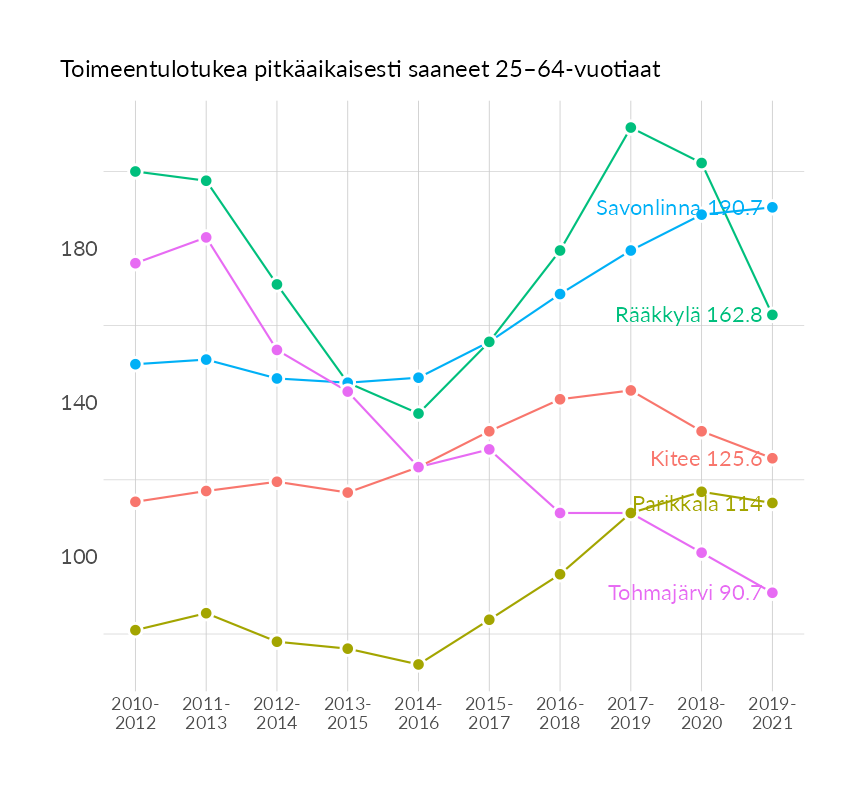 Toimeentulotukea pitkäaikaisesti saaneet 25–64-vuotiaat
Savonlinna 190.7
180
Rääkkylä 162.8
140
Kitee 125.6
Parikkala 114
100
Tohmajärvi 90.7
2010-2012 2011-2013 2012-2014 2013-2015 2014-2016 2015-2017 2016-2018 2017-2019 2018-2020 2019-2021